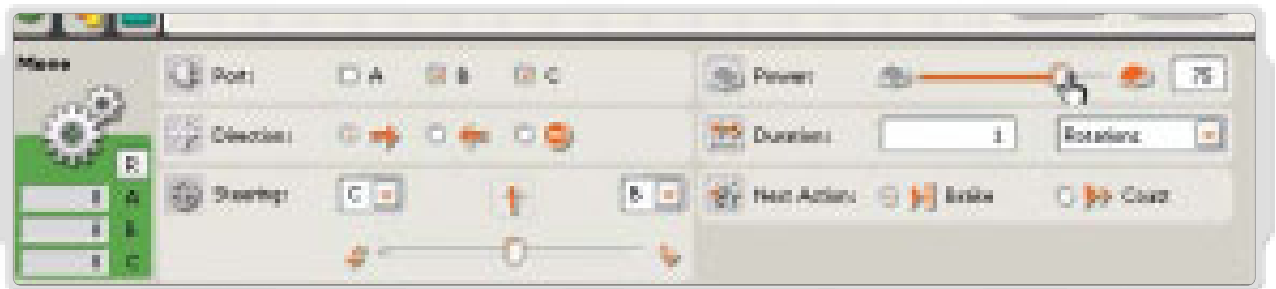 Move
Port: A B C
Power: 75
Direction:
Duration: 1 Rotations
Steering: C B
Next Action: Brake Coast
R
A
B
C